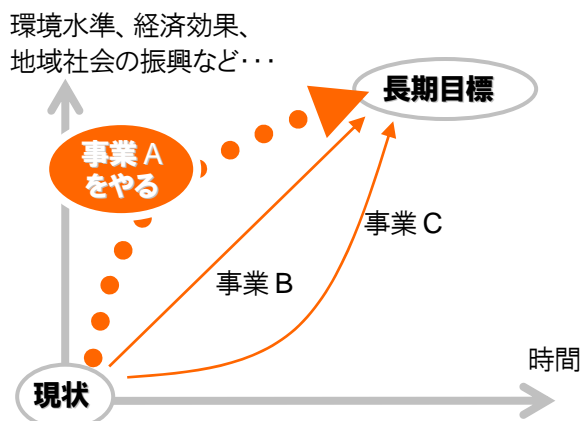 環境水準、経済効果、
地域社会の振興など･･･
長期目標
事業A
をやる
事業C
事業B
時間
現状